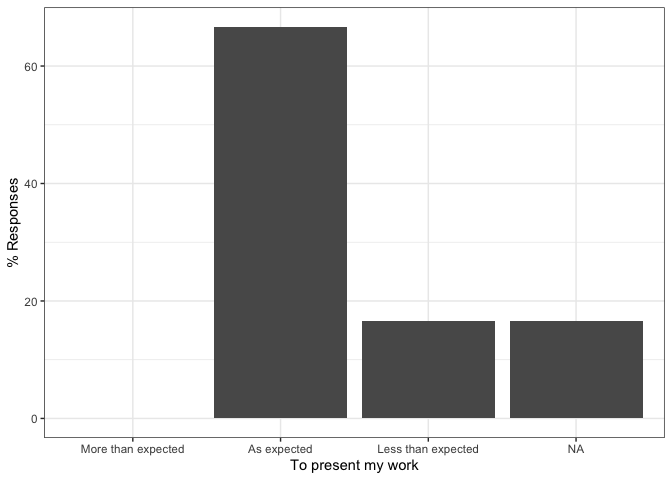 % Responses
60
40
20
0
More than expected As expected Less than expected NA
To present my work